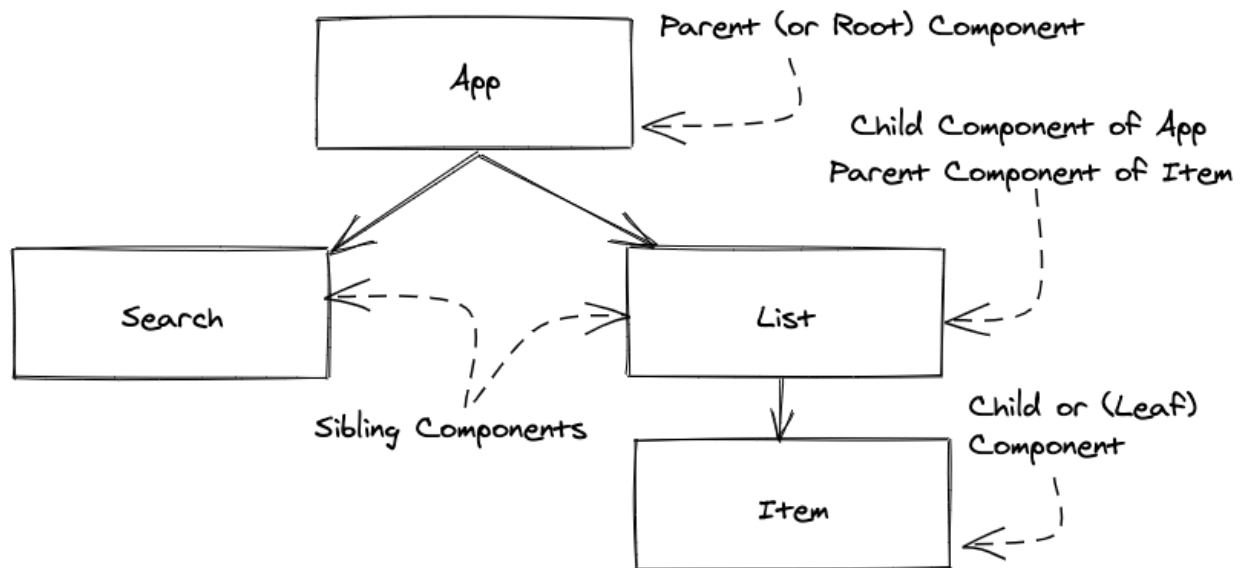 Parent (or Root) Component
App
Child Component of App
Parent Component of Item
Search
List
Sibling Components
Child or (Leaf)
Component
Item